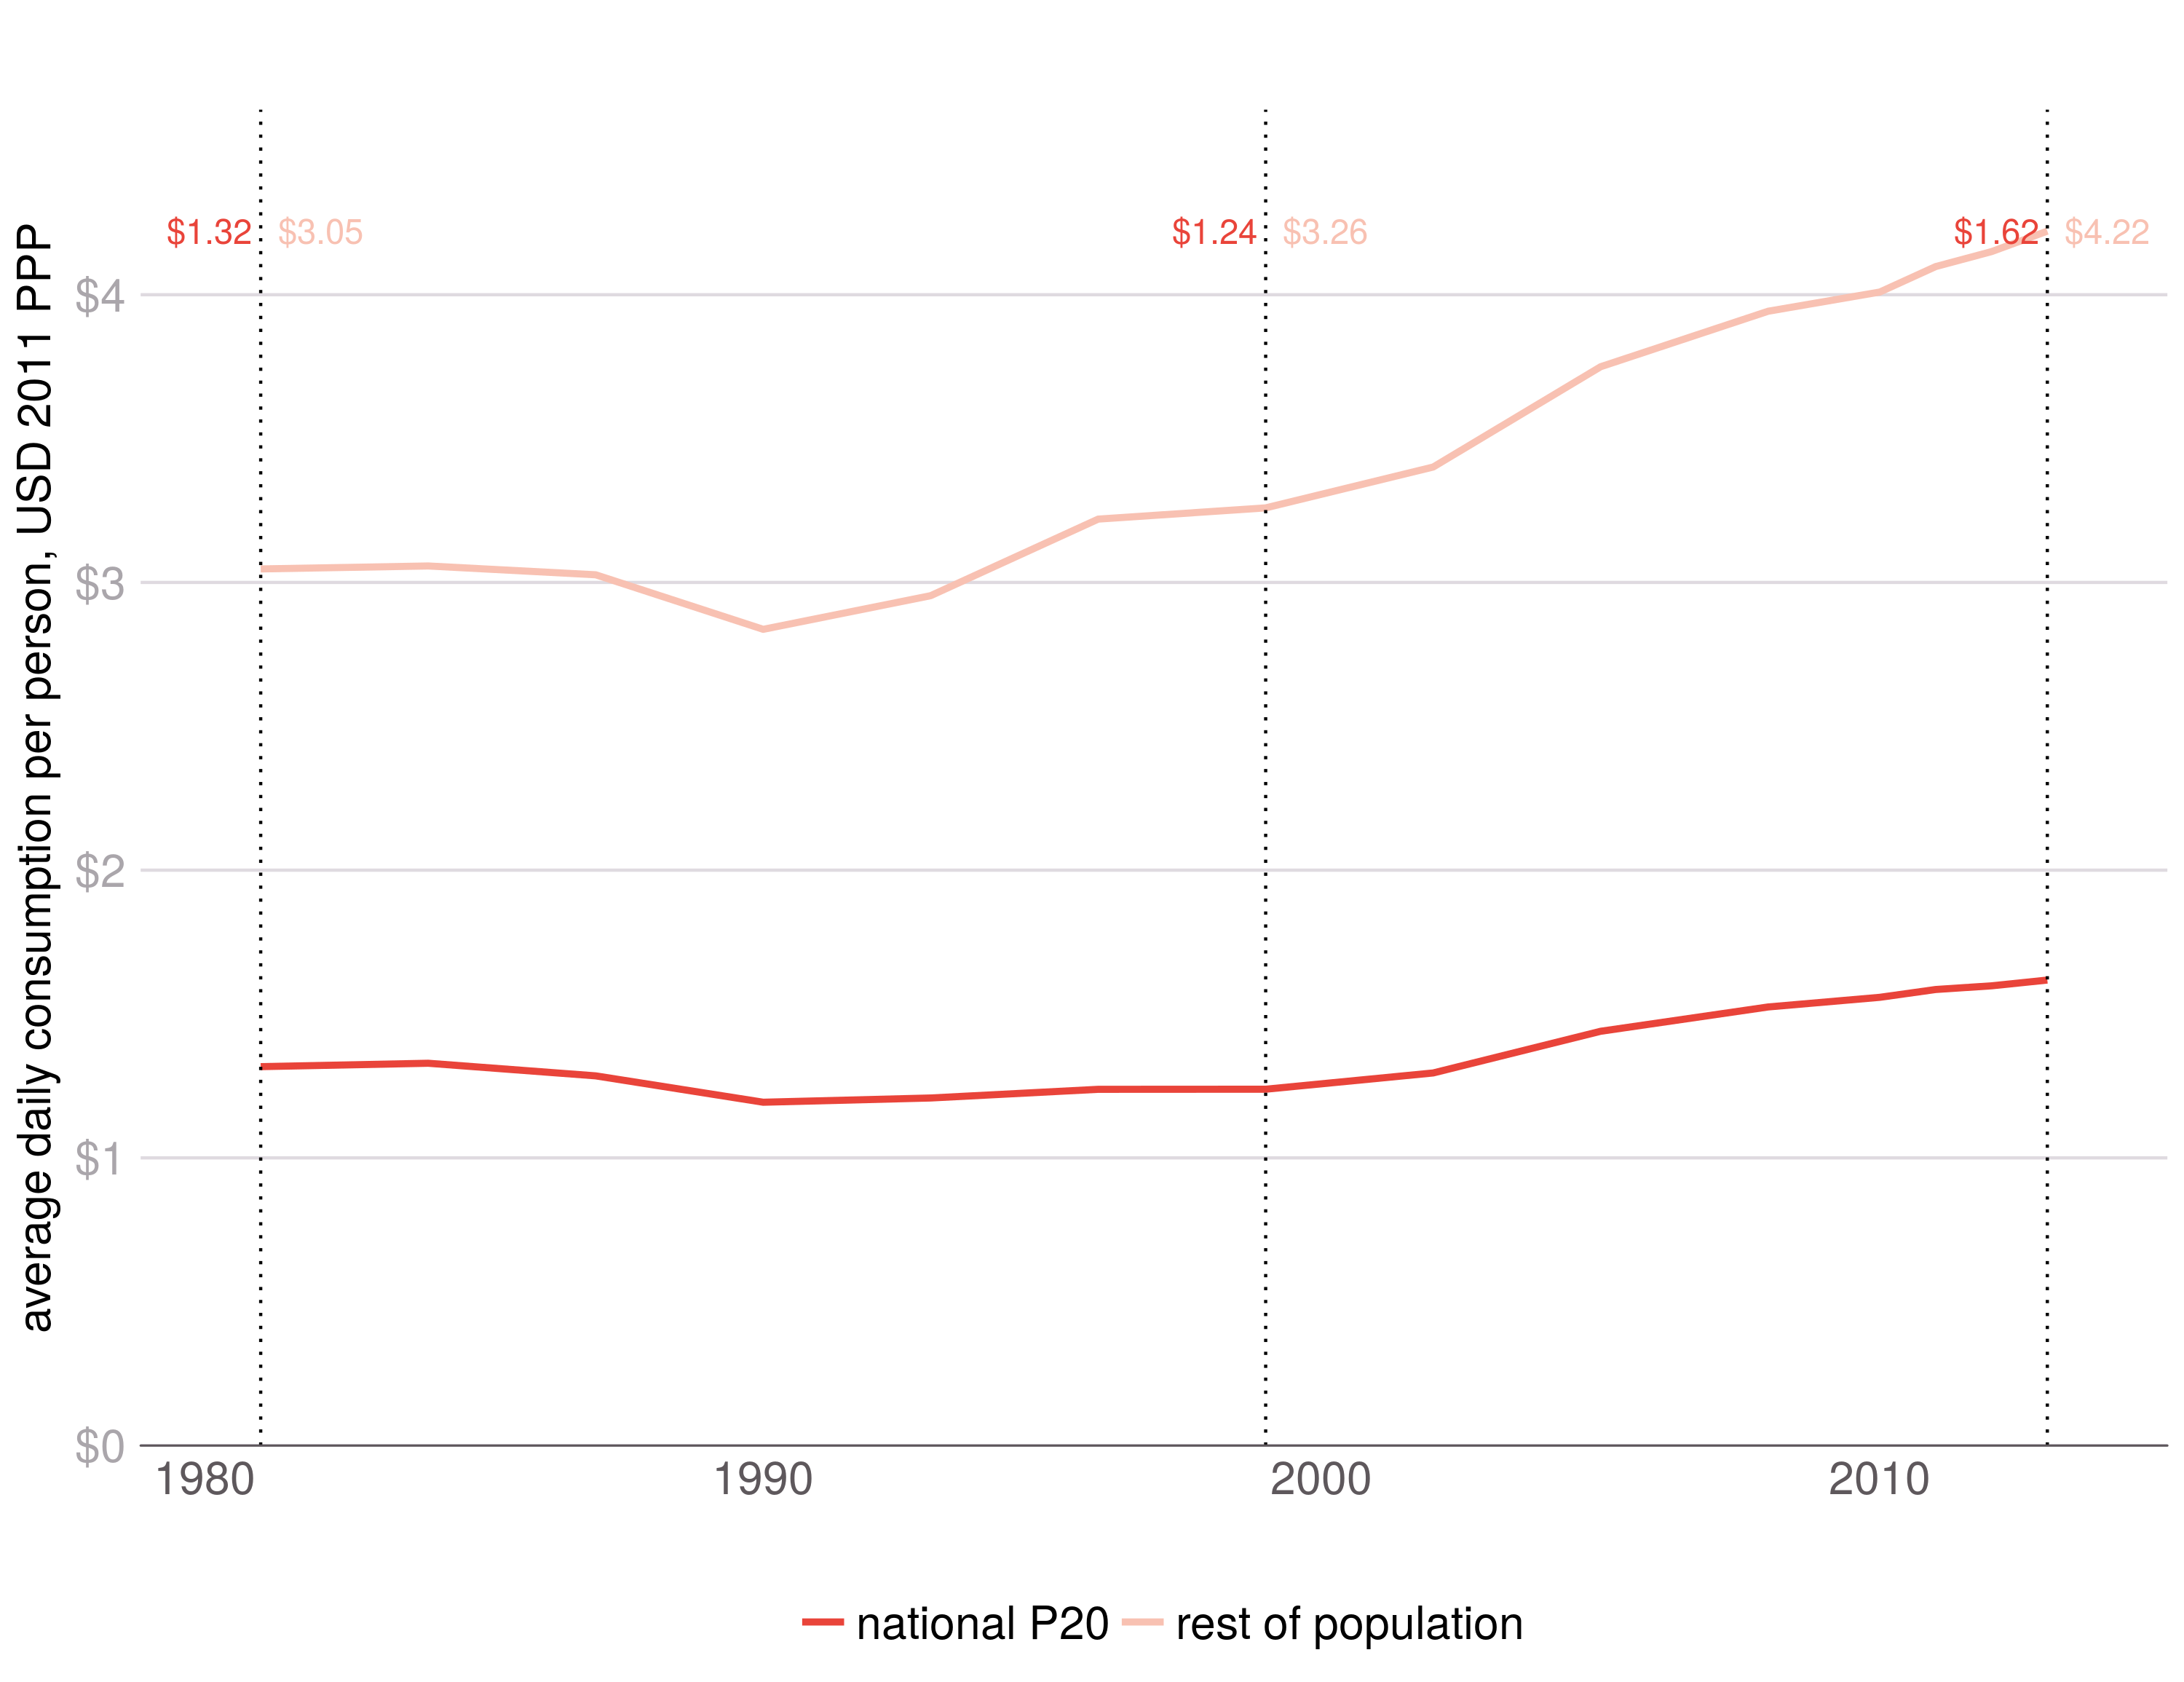 average daily consumption per person, USD 2011 PPP
$1.32 $3.05
$1.24 $3.26
$1.62 $4.22
$4
$3
$2
$1
$0
1980 1990 2000 2010
national P20 rest of population